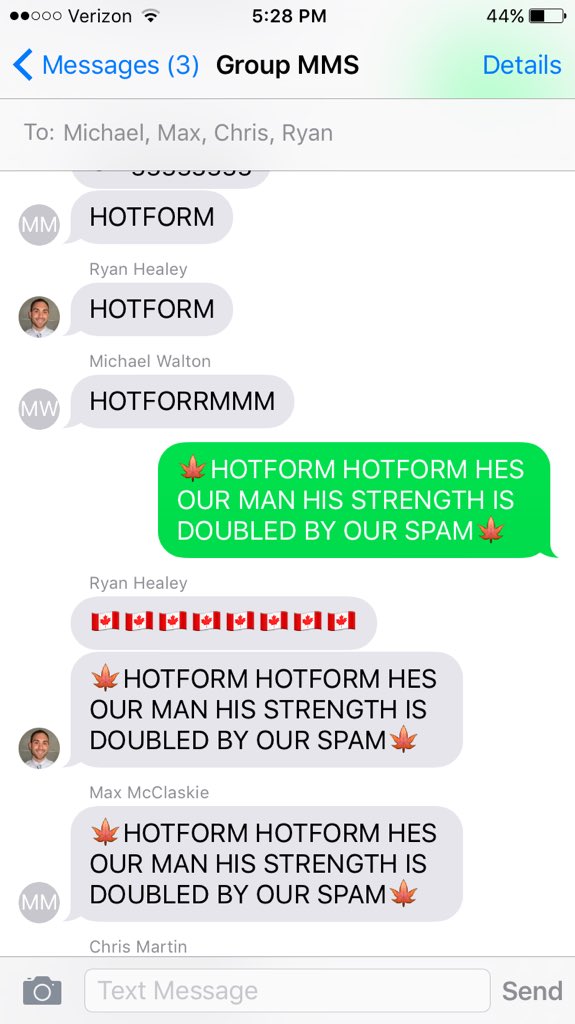 Verizon 5:28 PM 44%
Messages (3) Group MMS Details
To: Michael, Max, Chris, Ryan
MM HOTFORM
Ryan Healey
HOTFORM
Michael Walton
MW HOTFORRMMM
🍁HOTFORM HOTFORM HES
OUR MAN HIS STRENGTH IS
DOUBLED BY OUR SPAM🍁
Ryan Healey
🇨🇦🇨🇦🇨🇦🇨🇦🇨🇦🇨🇦🇨🇦🇨🇦
🍁HOTFORM HOTFORM HES
OUR MAN HIS STRENGTH IS
DOUBLED BY OUR SPAM🍁
Max McClaskie
🍁HOTFORM HOTFORM HES
OUR MAN HIS STRENGTH IS
MM DOUBLED BY OUR SPAM🍁
Chris Martin
Text Message Send